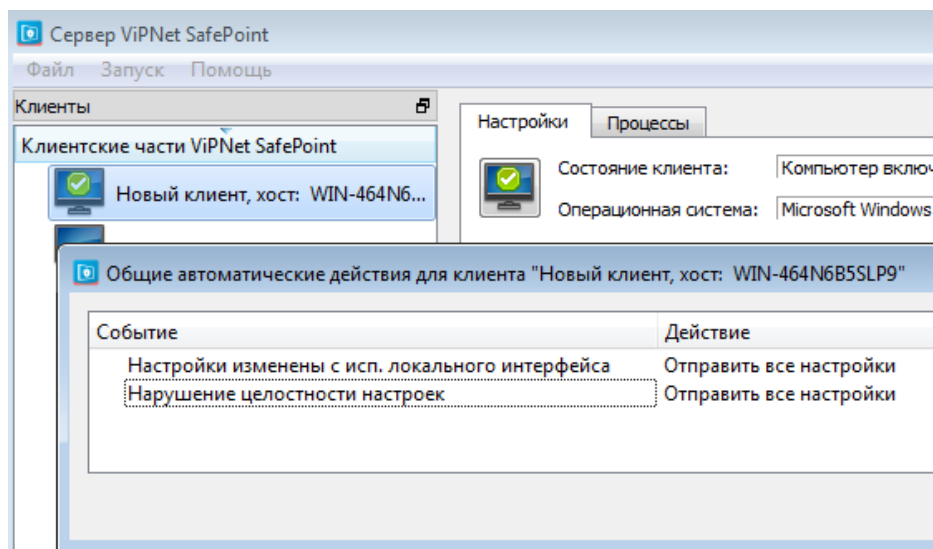 Сервер ViPNet SafePoint
Файл Запуск Помощь
Клиенты
Клиентские части ViPNet SafePoint
Новый клиент, хост: WIN-464N6...
Настройки Процессы
Состояние клиента: Компьютер включ
Операционная система: Microsoft Windows
Общие автоматические действия для клиента "Новый клиент, хост: WIN-464N6B5SLP9"
Событие Действие
Настройки изменены с исп. локального интерфейса Отправить все настройки
Нарушение целостности настроек Отправить все настройки